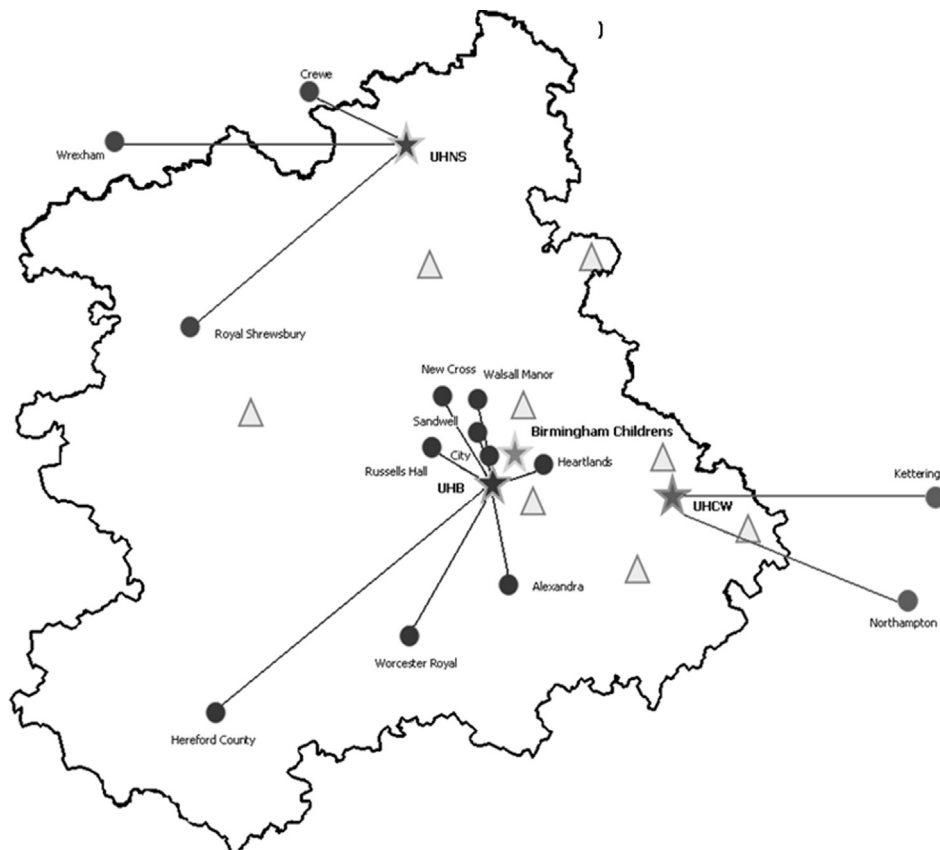 )
Crewe
Wrexham
UHNS
Royal Shrewsbury
New Cross
Walsall Manor
Sandwell
Birmingham Childrens
City
Heartlands
Russells Hall
UHB
Kettering
UHCW
Alexandra
Northampton
Worcester Royal
Hereford County